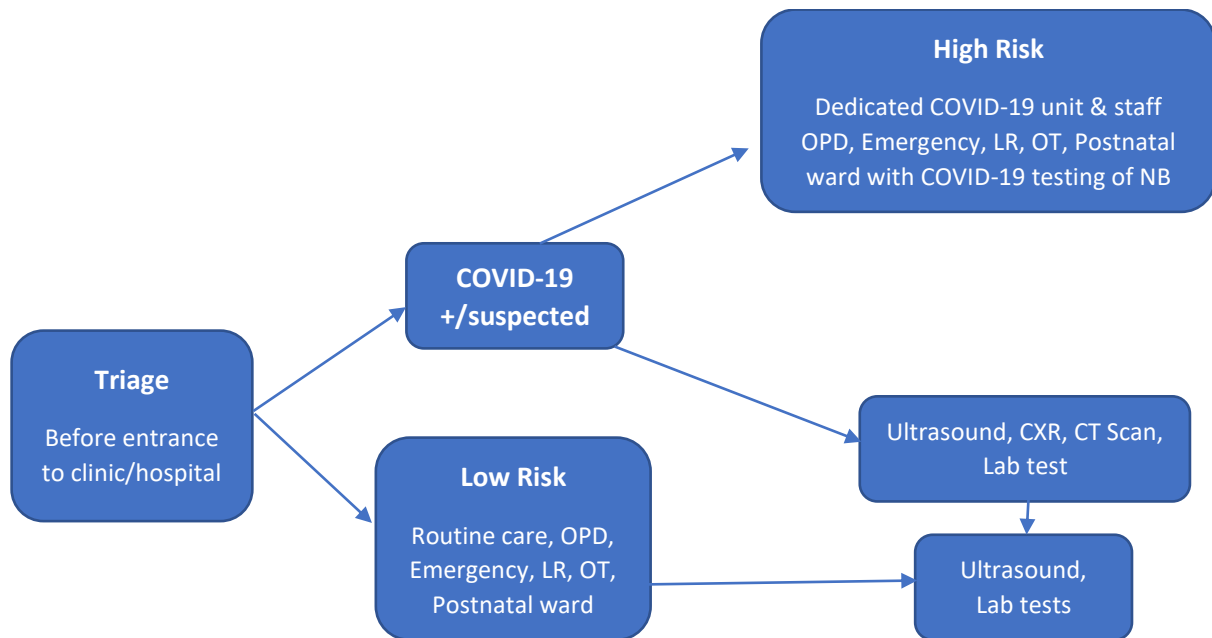 High Risk
Dedicated COVID-19 unit & staff
OPD, Emergency, LR, OT, Postnatal
ward with COVID-19 testing of NB
COVID-19
+/suspected
Triage
Before entrance
to clinic/hospital
Ultrasound, CXR, CT Scan,
Lab test
Low Risk
Routine care, OPD,
Emergency, LR, OT,
Postnatal ward
Ultrasound,
Lab tests